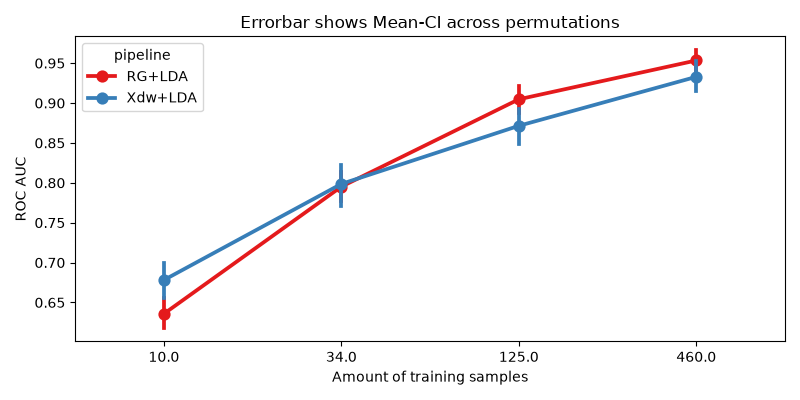 Errorbar shows Mean-CI across permutations
pipeline
RG+LDA
Xdw+LDA
ROC AUC
0.95
0.90
0.85
0.80
0.75
0.70
0.65
10.0 34.0 125.0 460.0
Amount of training samples